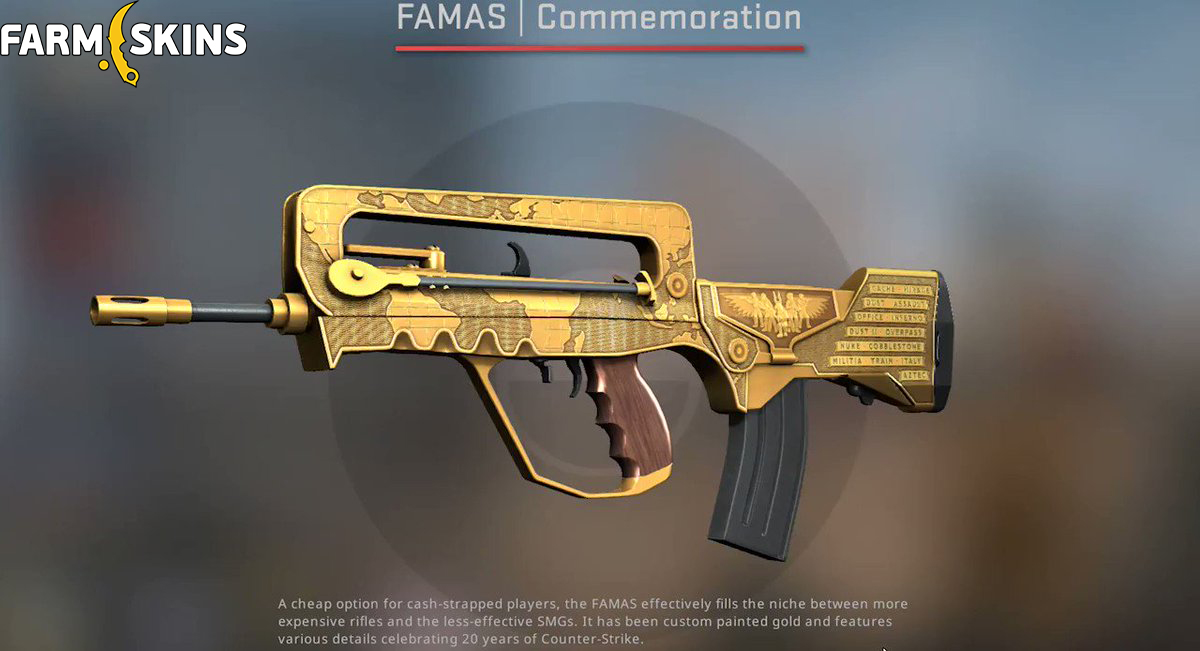 FARM SKINS
FAMAS | Commemoration
CACHE · MIRAGE
DUST ASSAULT
OFFICE INFERNO
DUST II · OVERPASS
NUKE COBBLESTONE
MILITIA · TRAIN · ITALY
AZTEC
A cheap option for cash-strapped players, the FAMAS effectively fills the niche between more
expensive rifles and the less-effective SMGs. It has been custom painted gold and features
various details celebrating 20 years of Counter-Strike.